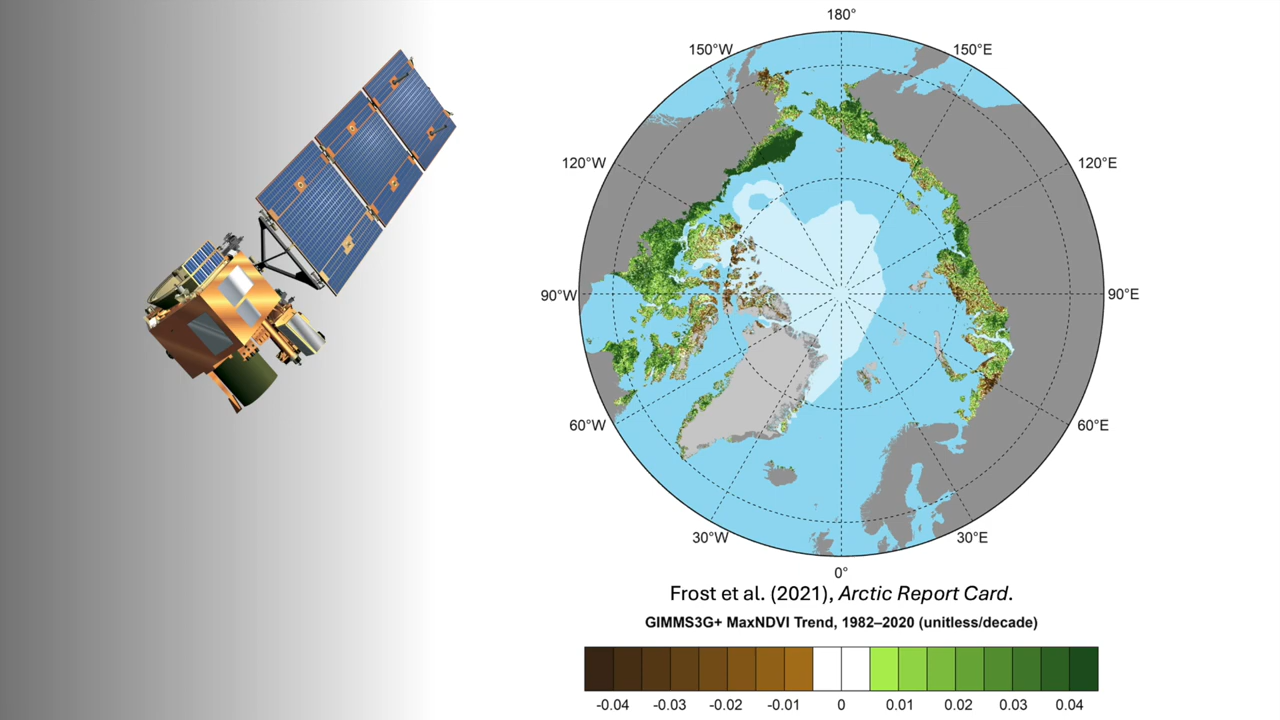 180°
150°W
150°E
120°W
120°E
90°W
90°E
60°W
60°E
30°W
30°E
0°
Frost et al. (2021), Arctic Report Card.
GIMMS3G+ MaxNDVI Trend, 1982–2020 (unitless/decade)
-0.04 -0.03 -0.02 -0.01 0 0.01 0.02 0.03 0.04